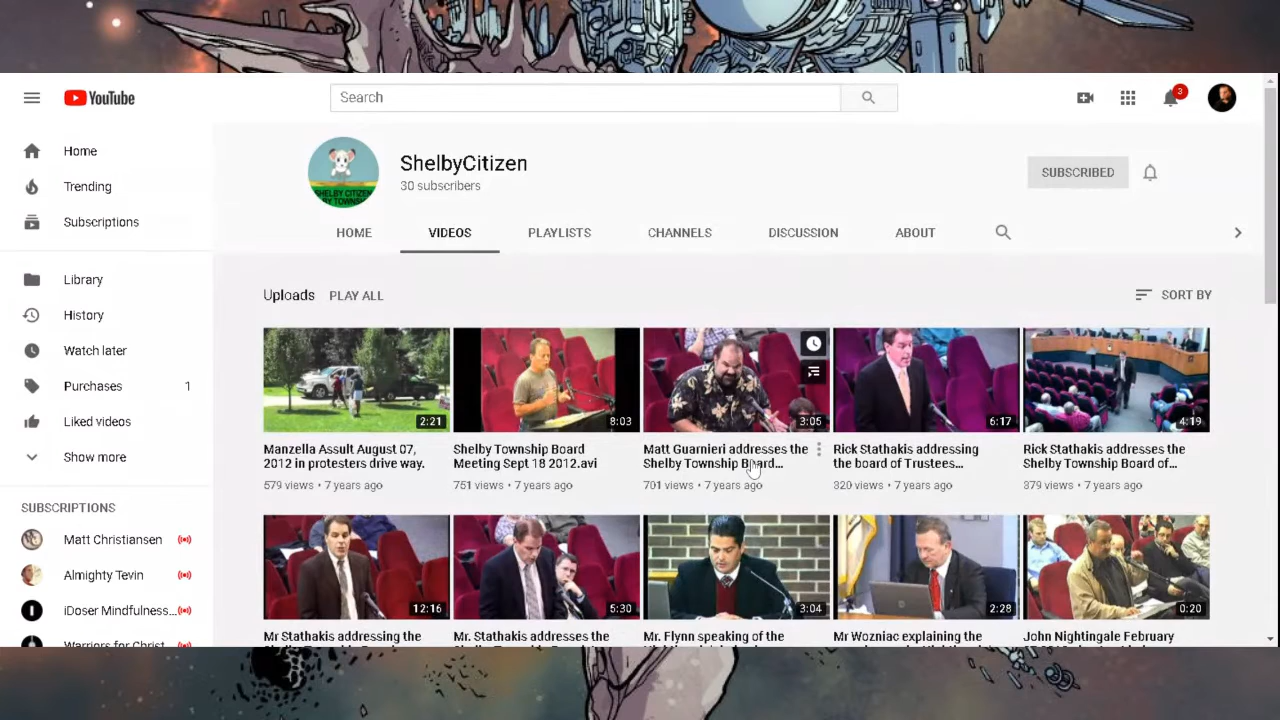 YouTube
Search
3
Home
Trending
Subscriptions
Library
History
Watch later
Purchases 1
Liked videos
Show more
SUBSCRIPTIONS
Matt Christiansen
Almighty Tevin
iDoser Mindfulness...
Warriors for Christ
ShelbyCitizen
30 subscribers
SUBSCRIBED
HOME VIDEOS PLAYLISTS CHANNELS DISCUSSION ABOUT
Uploads PLAY ALL SORT BY
SHELBY CITIZEN
2:21 8:03 3:05 6:17 4:19
Manzella Assult August 07,
2012 in protesters drive way.
579 views • 7 years ago
Shelby Township Board
Meeting Sept 18 2012.avi
751 views • 7 years ago
Matt Guarnieri addresses the
Shelby Township Board...
701 views • 7 years ago
Rick Stathakis addressing
the board of Trustees...
320 views • 7 years ago
Rick Stathakis addresses the
Shelby Township Board of...
379 views • 7 years ago
12:16 5:30 3:04 2:28 0:20
Mr Stathakis addressing the
Mr. Stathakis addresses the
Mr. Flynn speaking of the
Mr Wozniac explaining the
John Nightingale February